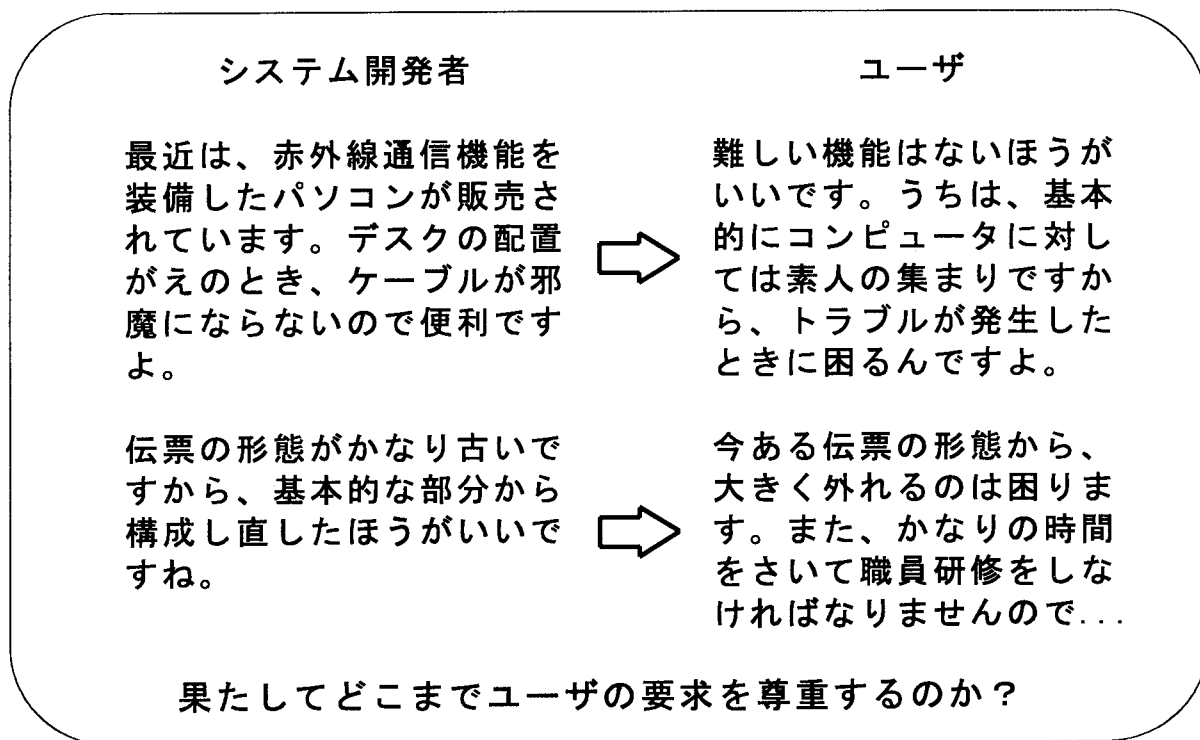 システム開発者
ユーザ
最近は、赤外線通信機能を
装備したパソコンが販売さ
れています。デスクの配置
がえのとき、ケーブルが邪
魔にならないので便利です
よ。
難しい機能はないほうが
いいです。うちは、基本
的にコンピュータに対し
ては素人の集まりですか
ら、トラブルが発生した
ときに困るんですよ。
伝票の形態がかなり古いで
すから、基本的な部分から
構成し直したほうがいいで
すね。
今ある伝票の形態から、
大きく外れるのは困りま
す。また、かなりの時間
をさいて職員研修をしな
ければなりませんので...
果たしてどこまでユーザの要求を尊重するのか？